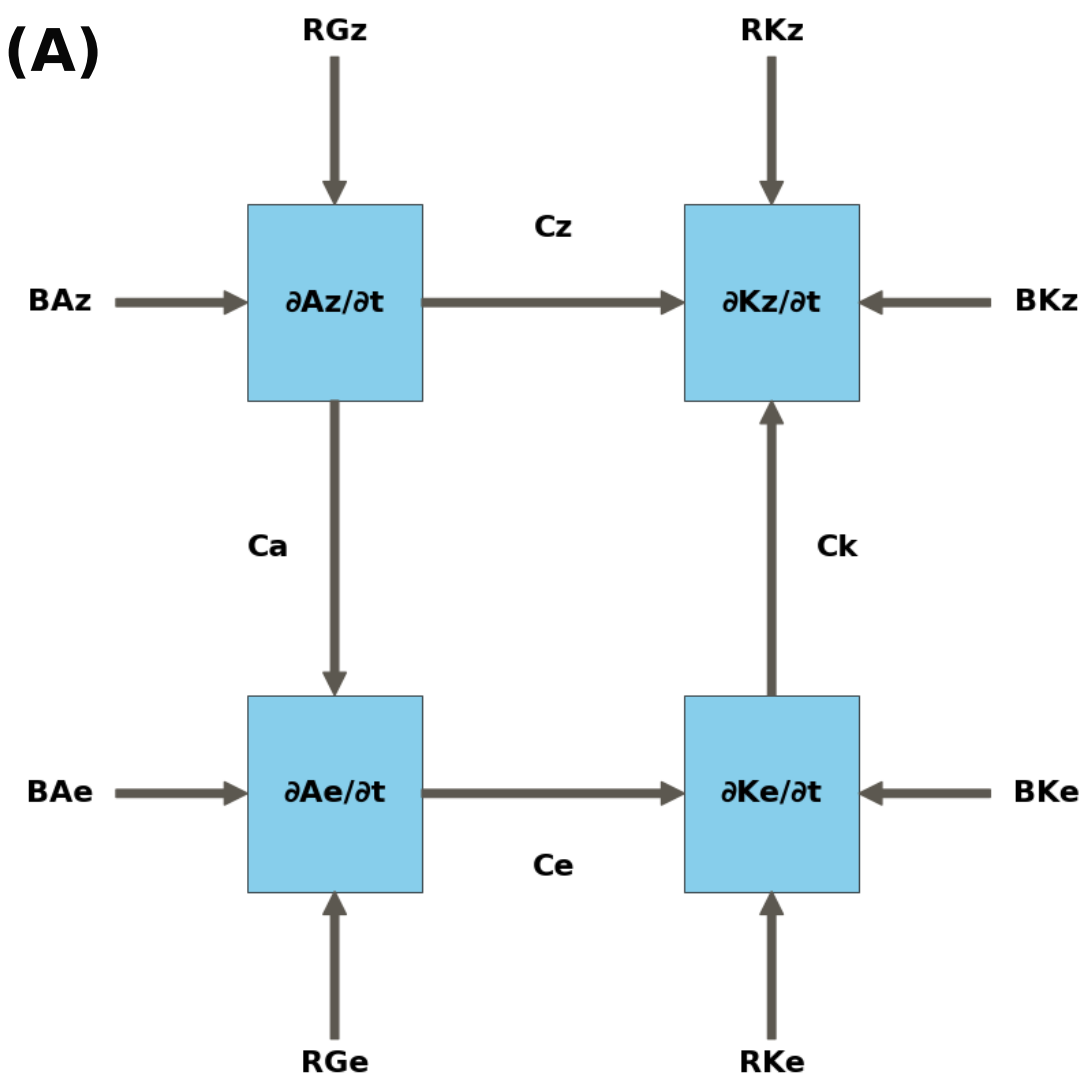 (A)
RGz
RKz
Cz
BAz
∂Az/∂t
∂Kz/∂t
BKz
Ca
Ck
BAe
∂Ae/∂t
∂Ke/∂t
BKe
Ce
RGe
RKe